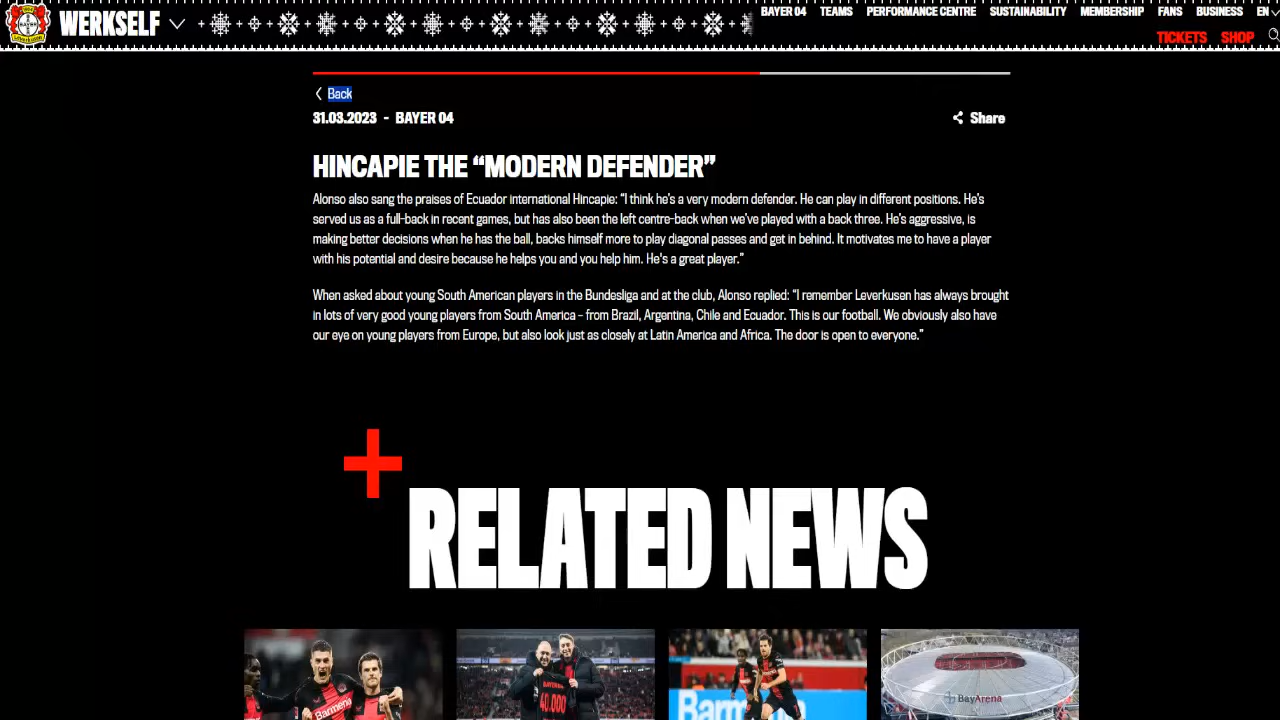 WERKSELF
BAYER 04 TEAMS PERFORMANCE CENTRE SUSTAINABILITY MEMBERSHIP FANS BUSINESS EN
TICKETS SHOP
Back
31.03.2023 - BAYER 04
Share
HINCAPIE THE “MODERN DEFENDER”
Alonso also sang the praises of Ecuador international Hincapie: “I think he's a very modern defender. He can play in different positions. He's
served us as a full-back in recent games, but has also been the left centre-back when we've played with a back three. He's aggressive, is
making better decisions when he has the ball, backs himself more to play diagonal passes and get in behind. It motivates me to have a player
with his potential and desire because he helps you and you help him. He's a great player.”
When asked about young South American players in the Bundesliga and at the club, Alonso replied: “I remember Leverkusen has always brought
in lots of very good young players from South America – from Brazil, Argentina, Chile and Ecuador. This is our football. We obviously also have
our eye on young players from Europe, but also look just as closely at Latin America and Africa. The door is open to everyone.”
RELATED NEWS
Barmenia
40.000
Barm
BayArena